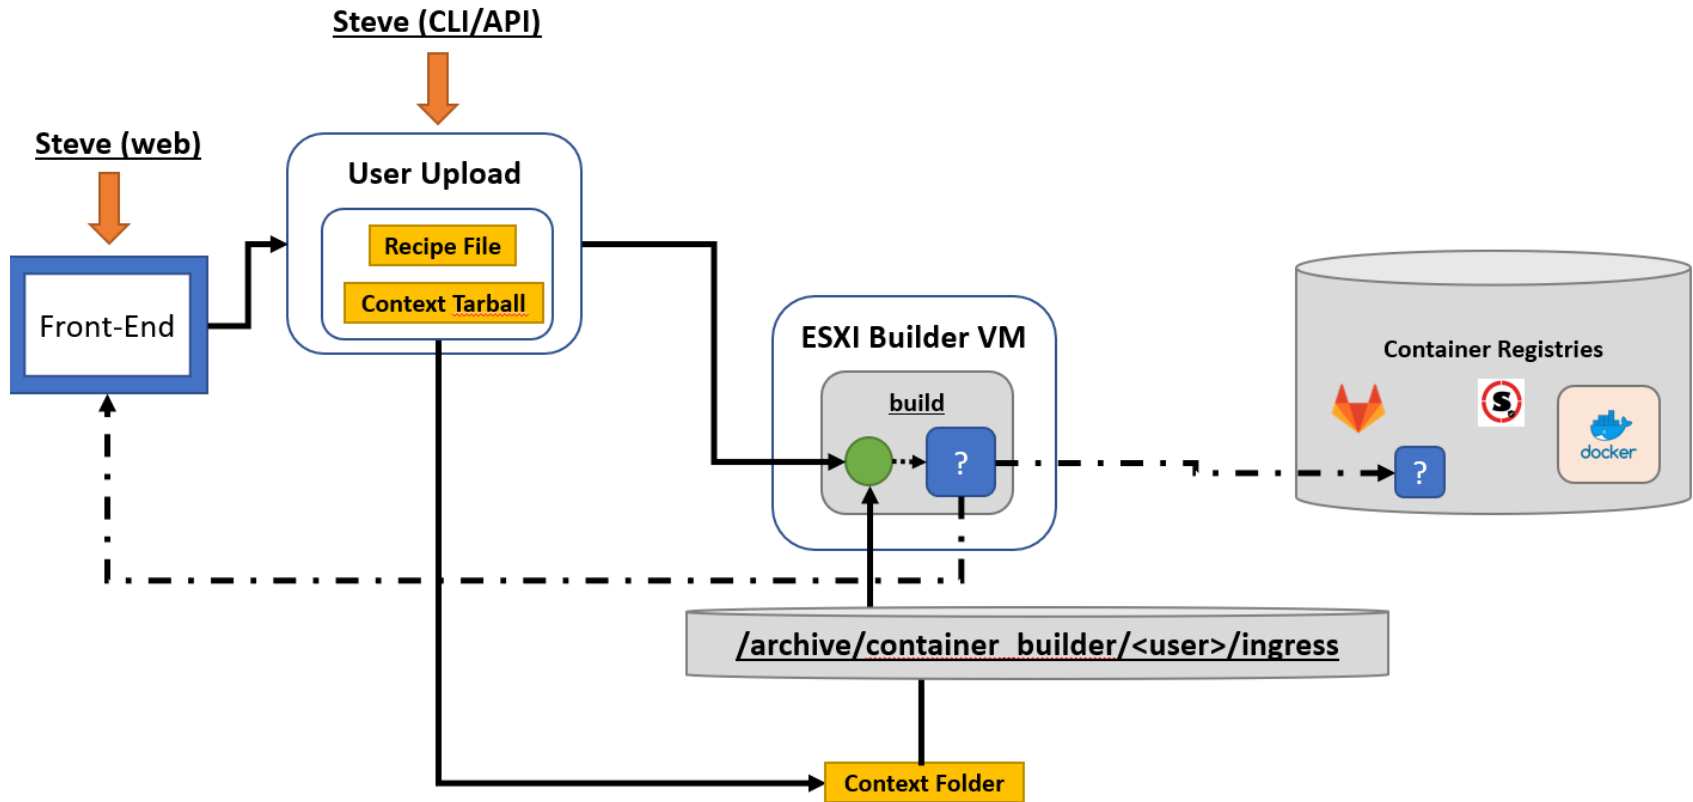 Steve (CLI/API)
Steve (web)
User Upload
Recipe File
Context Tarball
Front-End
ESXI Builder VM
build
?
Container Registries
S
docker
?
/archive/container_builder/<user>/ingress
Context Folder